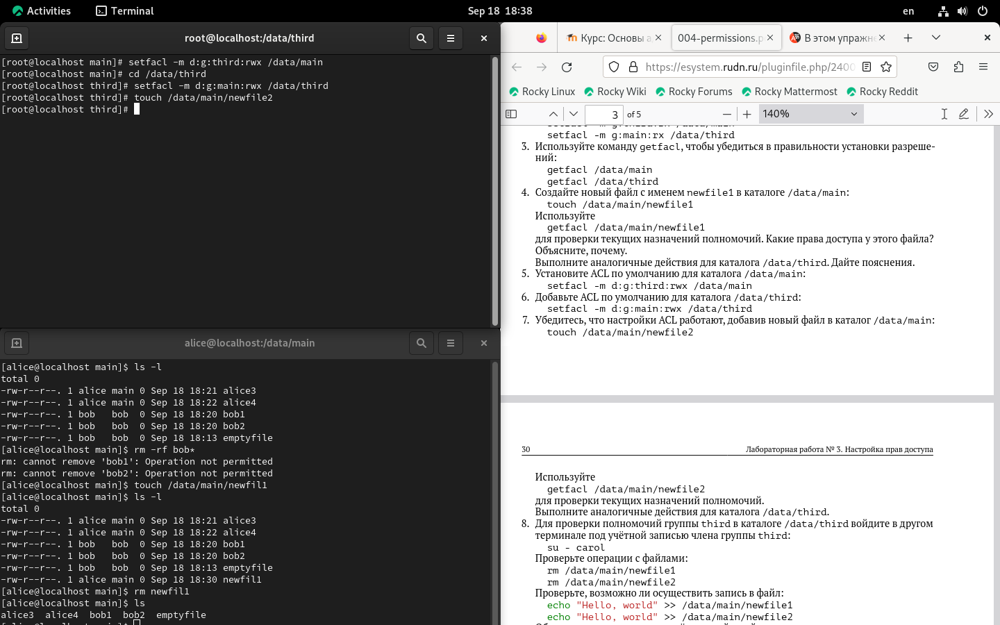 Activities Terminal Sep 18 18:38 en
root@localhost:/data/third
[root@localhost main]# setfacl -m d:g:third:rwx /data/main
[root@localhost main]# cd /data/third
[root@localhost third]# setfacl -m d:g:main:rwx /data/third
[root@localhost third]# touch /data/main/newfile2
[root@localhost third]#
alice@localhost:/data/main
[alice@localhost main]$ ls -l
total 0
-rw-r--r--. 1 alice main 0 Sep 18 18:21 alice3
-rw-r--r--. 1 alice main 0 Sep 18 18:22 alice4
-rw-r--r--. 1 bob   bob  0 Sep 18 18:20 bob1
-rw-r--r--. 1 bob   bob  0 Sep 18 18:20 bob2
-rw-r--r--. 1 bob   bob  0 Sep 18 18:13 emptyfile
[alice@localhost main]$ rm -rf bob*
rm: cannot remove 'bob1': Operation not permitted
rm: cannot remove 'bob2': Operation not permitted
[alice@localhost main]$ touch /data/main/newfil1
[alice@localhost main]$ ls -l
total 0
-rw-r--r--. 1 alice main 0 Sep 18 18:21 alice3
-rw-r--r--. 1 alice main 0 Sep 18 18:22 alice4
-rw-r--r--. 1 bob   bob  0 Sep 18 18:20 bob1
-rw-r--r--. 1 bob   bob  0 Sep 18 18:20 bob2
-rw-r--r--. 1 bob   bob  0 Sep 18 18:13 emptyfile
-rw-r--r--. 1 alice main 0 Sep 18 18:30 newfil1
[alice@localhost main]$ rm newfil1
[alice@localhost main]$ ls
alice3  alice4  bob1  bob2  emptyfile
Курс: Основы а 004-permissions.p В этом упражне
https://esystem.rudn.ru/pluginfile.php/2400
Rocky Linux Rocky Wiki Rocky Forums Rocky Mattermost Rocky Reddit
3 of 5 140%
setfacl -m g:main:rx /data/third
3. Используйте команду getfacl, чтобы убедиться в правильности установки разреше-
ний:
getfacl /data/main
getfacl /data/third
4. Создайте новый файл с именем newfile1 в каталоге /data/main:
touch /data/main/newfile1
Используйте
getfacl /data/main/newfile1
для проверки текущих назначений полномочий. Какие права доступа у этого файла?
Объясните, почему.
Выполните аналогичные действия для каталога /data/third. Дайте пояснения.
5. Установите ACL по умолчанию для каталога /data/main:
setfacl -m d:g:third:rwx /data/main
6. Добавьте ACL по умолчанию для каталога /data/third:
setfacl -m d:g:main:rwx /data/third
7. Убедитесь, что настройки ACL работают, добавив новый файл в каталог /data/main:
touch /data/main/newfile2
30 Лабораторная работа № 3. Настройка прав доступа
Используйте
getfacl /data/main/newfile2
для проверки текущих назначений полномочий.
Выполните аналогичные действия для каталога /data/third.
8. Для проверки полномочий группы third в каталоге /data/third войдите в другом
терминале под учётной записью члена группы third:
su - carol
Проверьте операции с файлами:
rm /data/main/newfile1
rm /data/main/newfile2
Проверьте, возможно ли осуществить запись в файл:
echo "Hello, world" >> /data/main/newfile1
echo "Hello, world" >> /data/main/newfile2